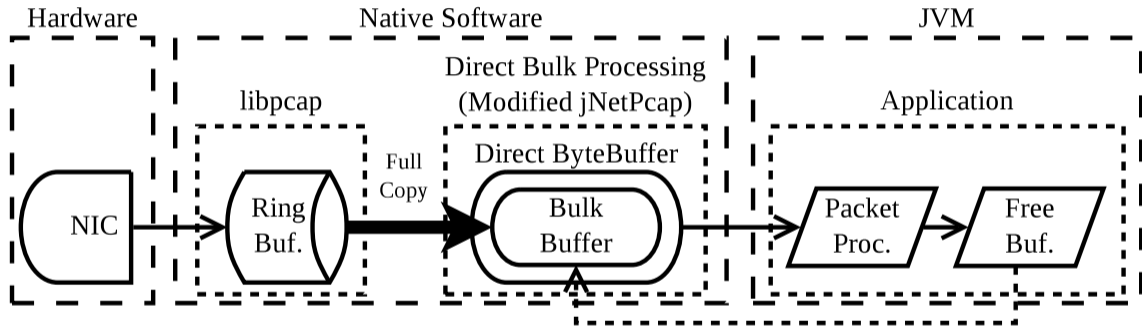 Hardware
Native Software
JVM
Direct Bulk Processing
(Modified jNetPcap)
libpcap
Application
Direct ByteBuffer
Full
Copy
NIC
Ring
Buf.
Bulk
Buffer
Packet
Proc.
Free
Buf.